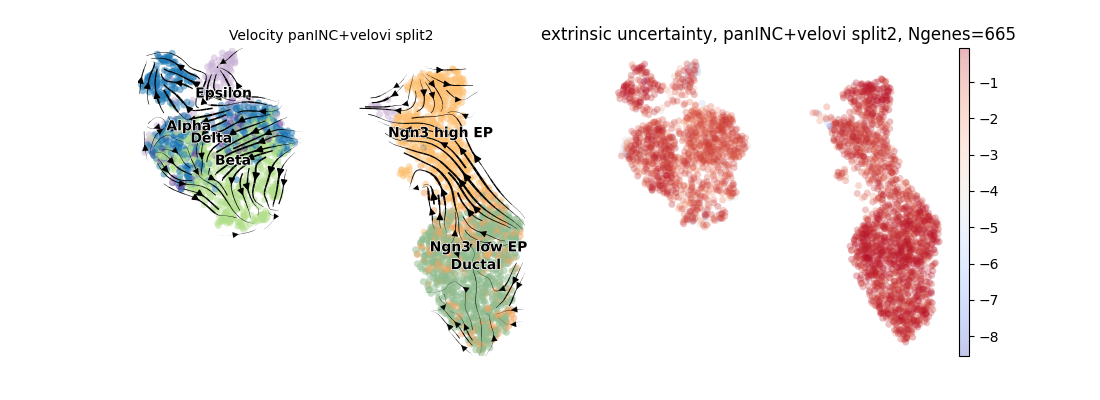 Velocity panINC+velovi split2
Epsilon
Alpha
Delta
Beta
Ngn3 high EP
Ngn3 low EP
Ductal
extrinsic uncertainty, panINC+velovi split2, Ngenes=665
−1
−2
−3
−4
−5
−6
−7
−8